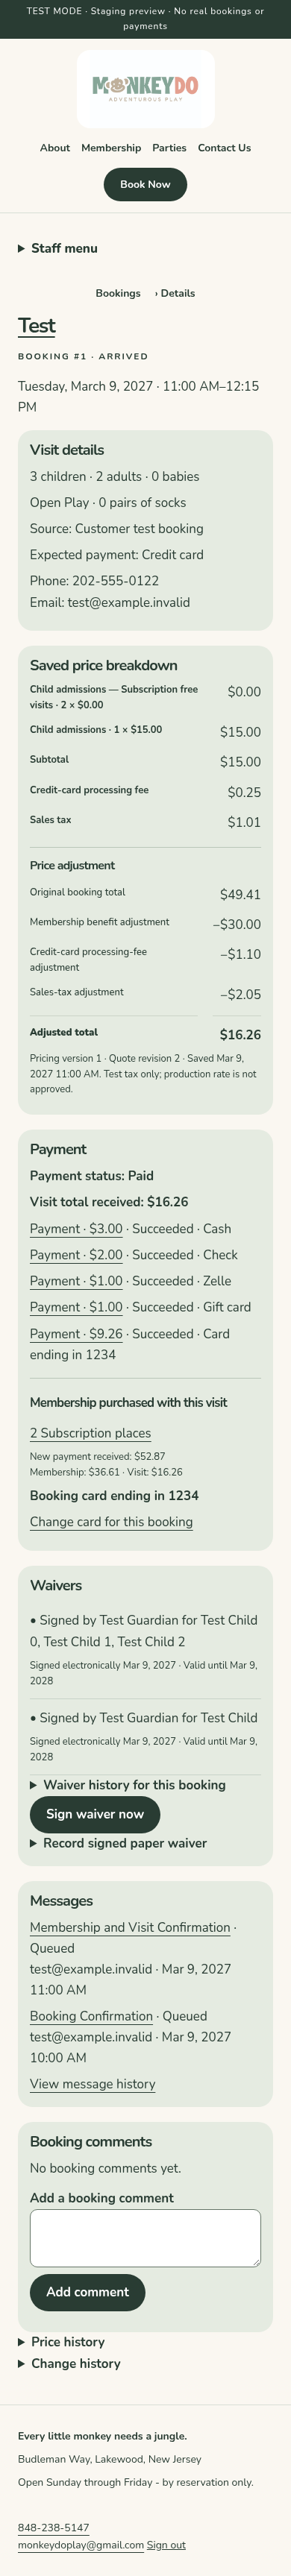 TEST MODE · Staging preview · No real bookings or
payments
MONKEYDO
ADVENTUROUS PLAY
About Membership Parties Contact Us
Book Now
▶ Staff menu
Bookings › Details
Test
BOOKING #1 · ARRIVED
Tuesday, March 9, 2027 · 11:00 AM–12:15
PM
Visit details
3 children · 2 adults · 0 babies
Open Play · 0 pairs of socks
Source: Customer test booking
Expected payment: Credit card
Phone: 202-555-0122
Email: test@example.invalid
Saved price breakdown
Child admissions — Subscription free
visits · 2 × $0.00 $0.00
Child admissions · 1 × $15.00 $15.00
Subtotal $15.00
Credit-card processing fee $0.25
Sales tax $1.01
Price adjustment
Original booking total $49.41
Membership benefit adjustment −$30.00
Credit-card processing-fee
adjustment −$1.10
Sales-tax adjustment −$2.05
Adjusted total $16.26
Pricing version 1 · Quote revision 2 · Saved Mar 9,
2027 11:00 AM. Test tax only; production rate is not
approved.
Payment
Payment status: Paid
Visit total received: $16.26
Payment · $3.00 · Succeeded · Cash
Payment · $2.00 · Succeeded · Check
Payment · $1.00 · Succeeded · Zelle
Payment · $1.00 · Succeeded · Gift card
Payment · $9.26 · Succeeded · Card
ending in 1234
Membership purchased with this visit
2 Subscription places
New payment received: $52.87
Membership: $36.61 · Visit: $16.26
Booking card ending in 1234
Change card for this booking
Waivers
• Signed by Test Guardian for Test Child
0, Test Child 1, Test Child 2
Signed electronically Mar 9, 2027 · Valid until Mar 9,
2028
• Signed by Test Guardian for Test Child
Signed electronically Mar 9, 2027 · Valid until Mar 9,
2028
▶ Waiver history for this booking
Sign waiver now
▶ Record signed paper waiver
Messages
Membership and Visit Confirmation ·
Queued
test@example.invalid · Mar 9, 2027
11:00 AM
Booking Confirmation · Queued
test@example.invalid · Mar 9, 2027
10:00 AM
View message history
Booking comments
No booking comments yet.
Add a booking comment
Add comment
▶ Price history
▶ Change history
Every little monkey needs a jungle.
Budleman Way, Lakewood, New Jersey
Open Sunday through Friday - by reservation only.
848-238-5147
monkeydoplay@gmail.com Sign out